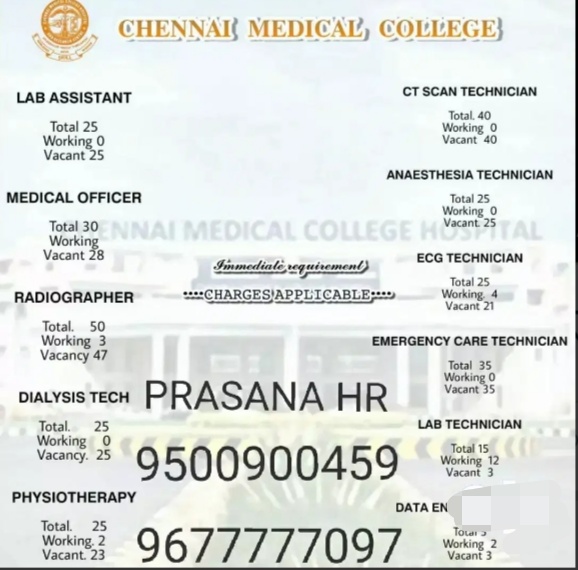 CHENNAI MEDICAL COLLEGE
LAB ASSISTANT
Total 25
Working 0
Vacant 25
MEDICAL OFFICER
Total 30
Working
Vacant 28
RADIOGRAPHER
Total. 50
Working 3
Vacancy 47
DIALYSIS TECH
Total. 25
Working 0
Vacancy. 25
PHYSIOTHERAPY
Total. 25
Working. 2
Vacant. 23
CHENNAI MEDICAL COLLEGE HOSPITAL
Immediate requirement
****CHARGES APPLICABLE****
PRASANA HR
9500900459
9677777097
CT SCAN TECHNICIAN
Total. 40
Working 0
Vacant 40
ANAESTHESIA TECHNICIAN
Total 25
Working 0
Vacant. 25
ECG TECHNICIAN
Total 25
Working. 4
Vacant 21
EMERGENCY CARE TECHNICIAN
Total 35
Working 0
Vacant 35
LAB TECHNICIAN
Total 15
Working 12
Vacant 3
DATA EN
Working 2
Vacant 3